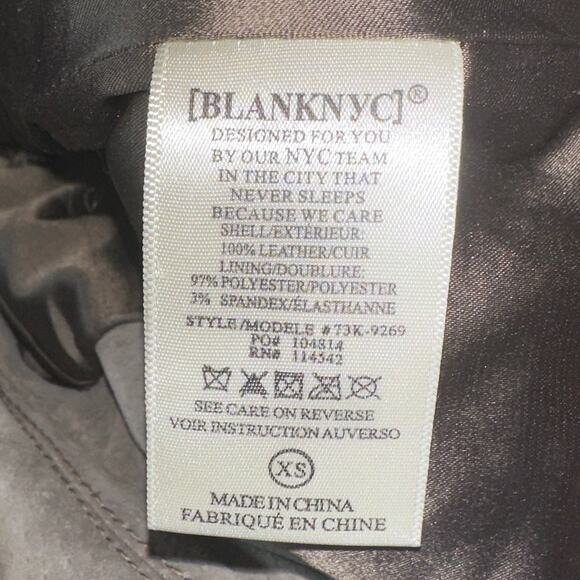 [BLANKNYC]®
DESIGNED FOR YOU
BY OUR NYC TEAM
IN THE CITY THAT
NEVER SLEEPS
BECAUSE WE CARE
SHELL/EXTÉRIEUR:
100% LEATHER/CUIR
LINING/DOUBLURE:
97% POLYESTER/POLYESTER
3% SPANDEX/ÉLASTHANNE
STYLE/MODELE # 73K-9269
PO# 104814
RN# 114542
SEE CARE ON REVERSE
VOIR INSTRUCTION AUVERSO
XS
MADE IN CHINA
FABRIQUÉ EN CHINE